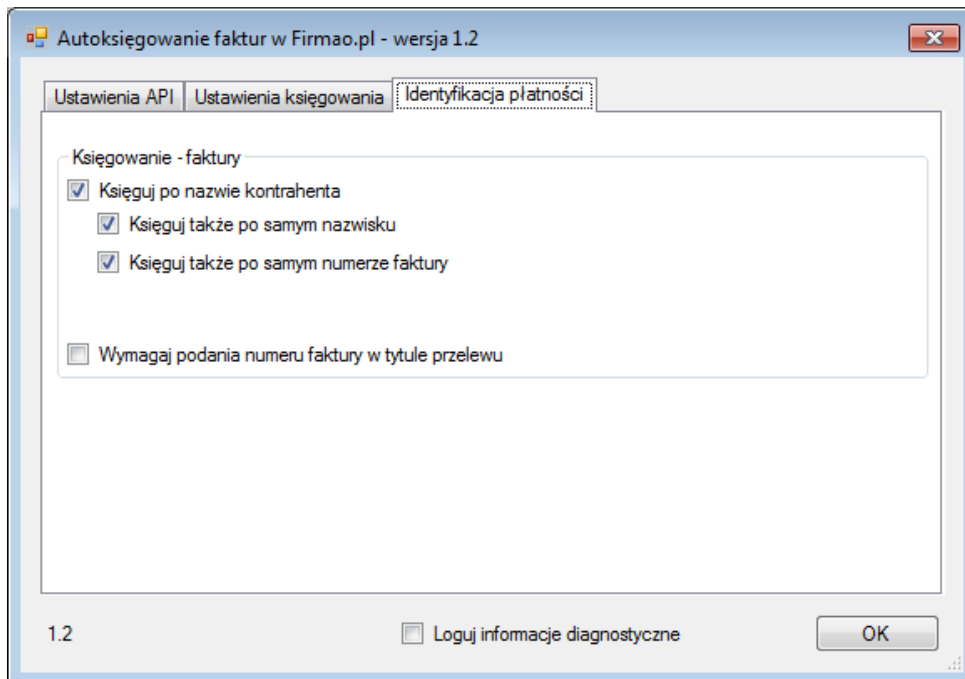 Autoksięgowanie faktur w Firmao.pl - wersja 1.2
Ustawienia API Ustawienia księgowania Identyfikacja płatności
Księgowanie - faktury
Księguj po nazwie kontrahenta
Księguj także po samym nazwisku
Księguj także po samym numerze faktury
Wymagaj podania numeru faktury w tytule przelewu
1.2 Loguj informacje diagnostyczne OK